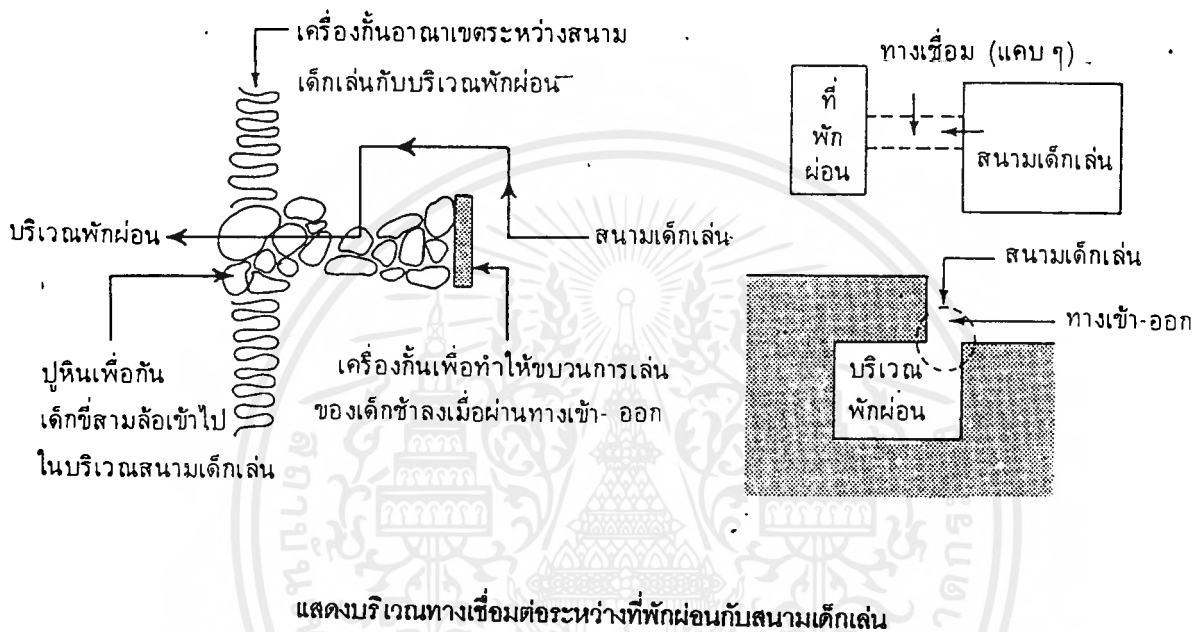 เครื่องกั้นอาณาเขตระหว่างสนาม
เด็กเล่นกับบริเวณพักผ่อน
บริเวณพักผ่อน
สนามเด็กเล่น
ปูหินเพื่อกัน
เด็กขี่สามล้อเข้าไป
ในบริเวณสนามเด็กเล่น
เครื่องกั้นเพื่อทำให้ขบวนการเล่น
ของเด็กช้าลงเมื่อผ่านทางเข้า- ออก
ทางเชื่อม (แคบ ๆ)
ที่
พัก
ผ่อน
สนามเด็กเล่น
สนามเด็กเล่น
ทางเข้า-ออก
บริเวณ
พักผ่อน
แสดงบริเวณทางเชื่อมต่อระหว่างที่พักผ่อนกับสนามเด็กเล่น